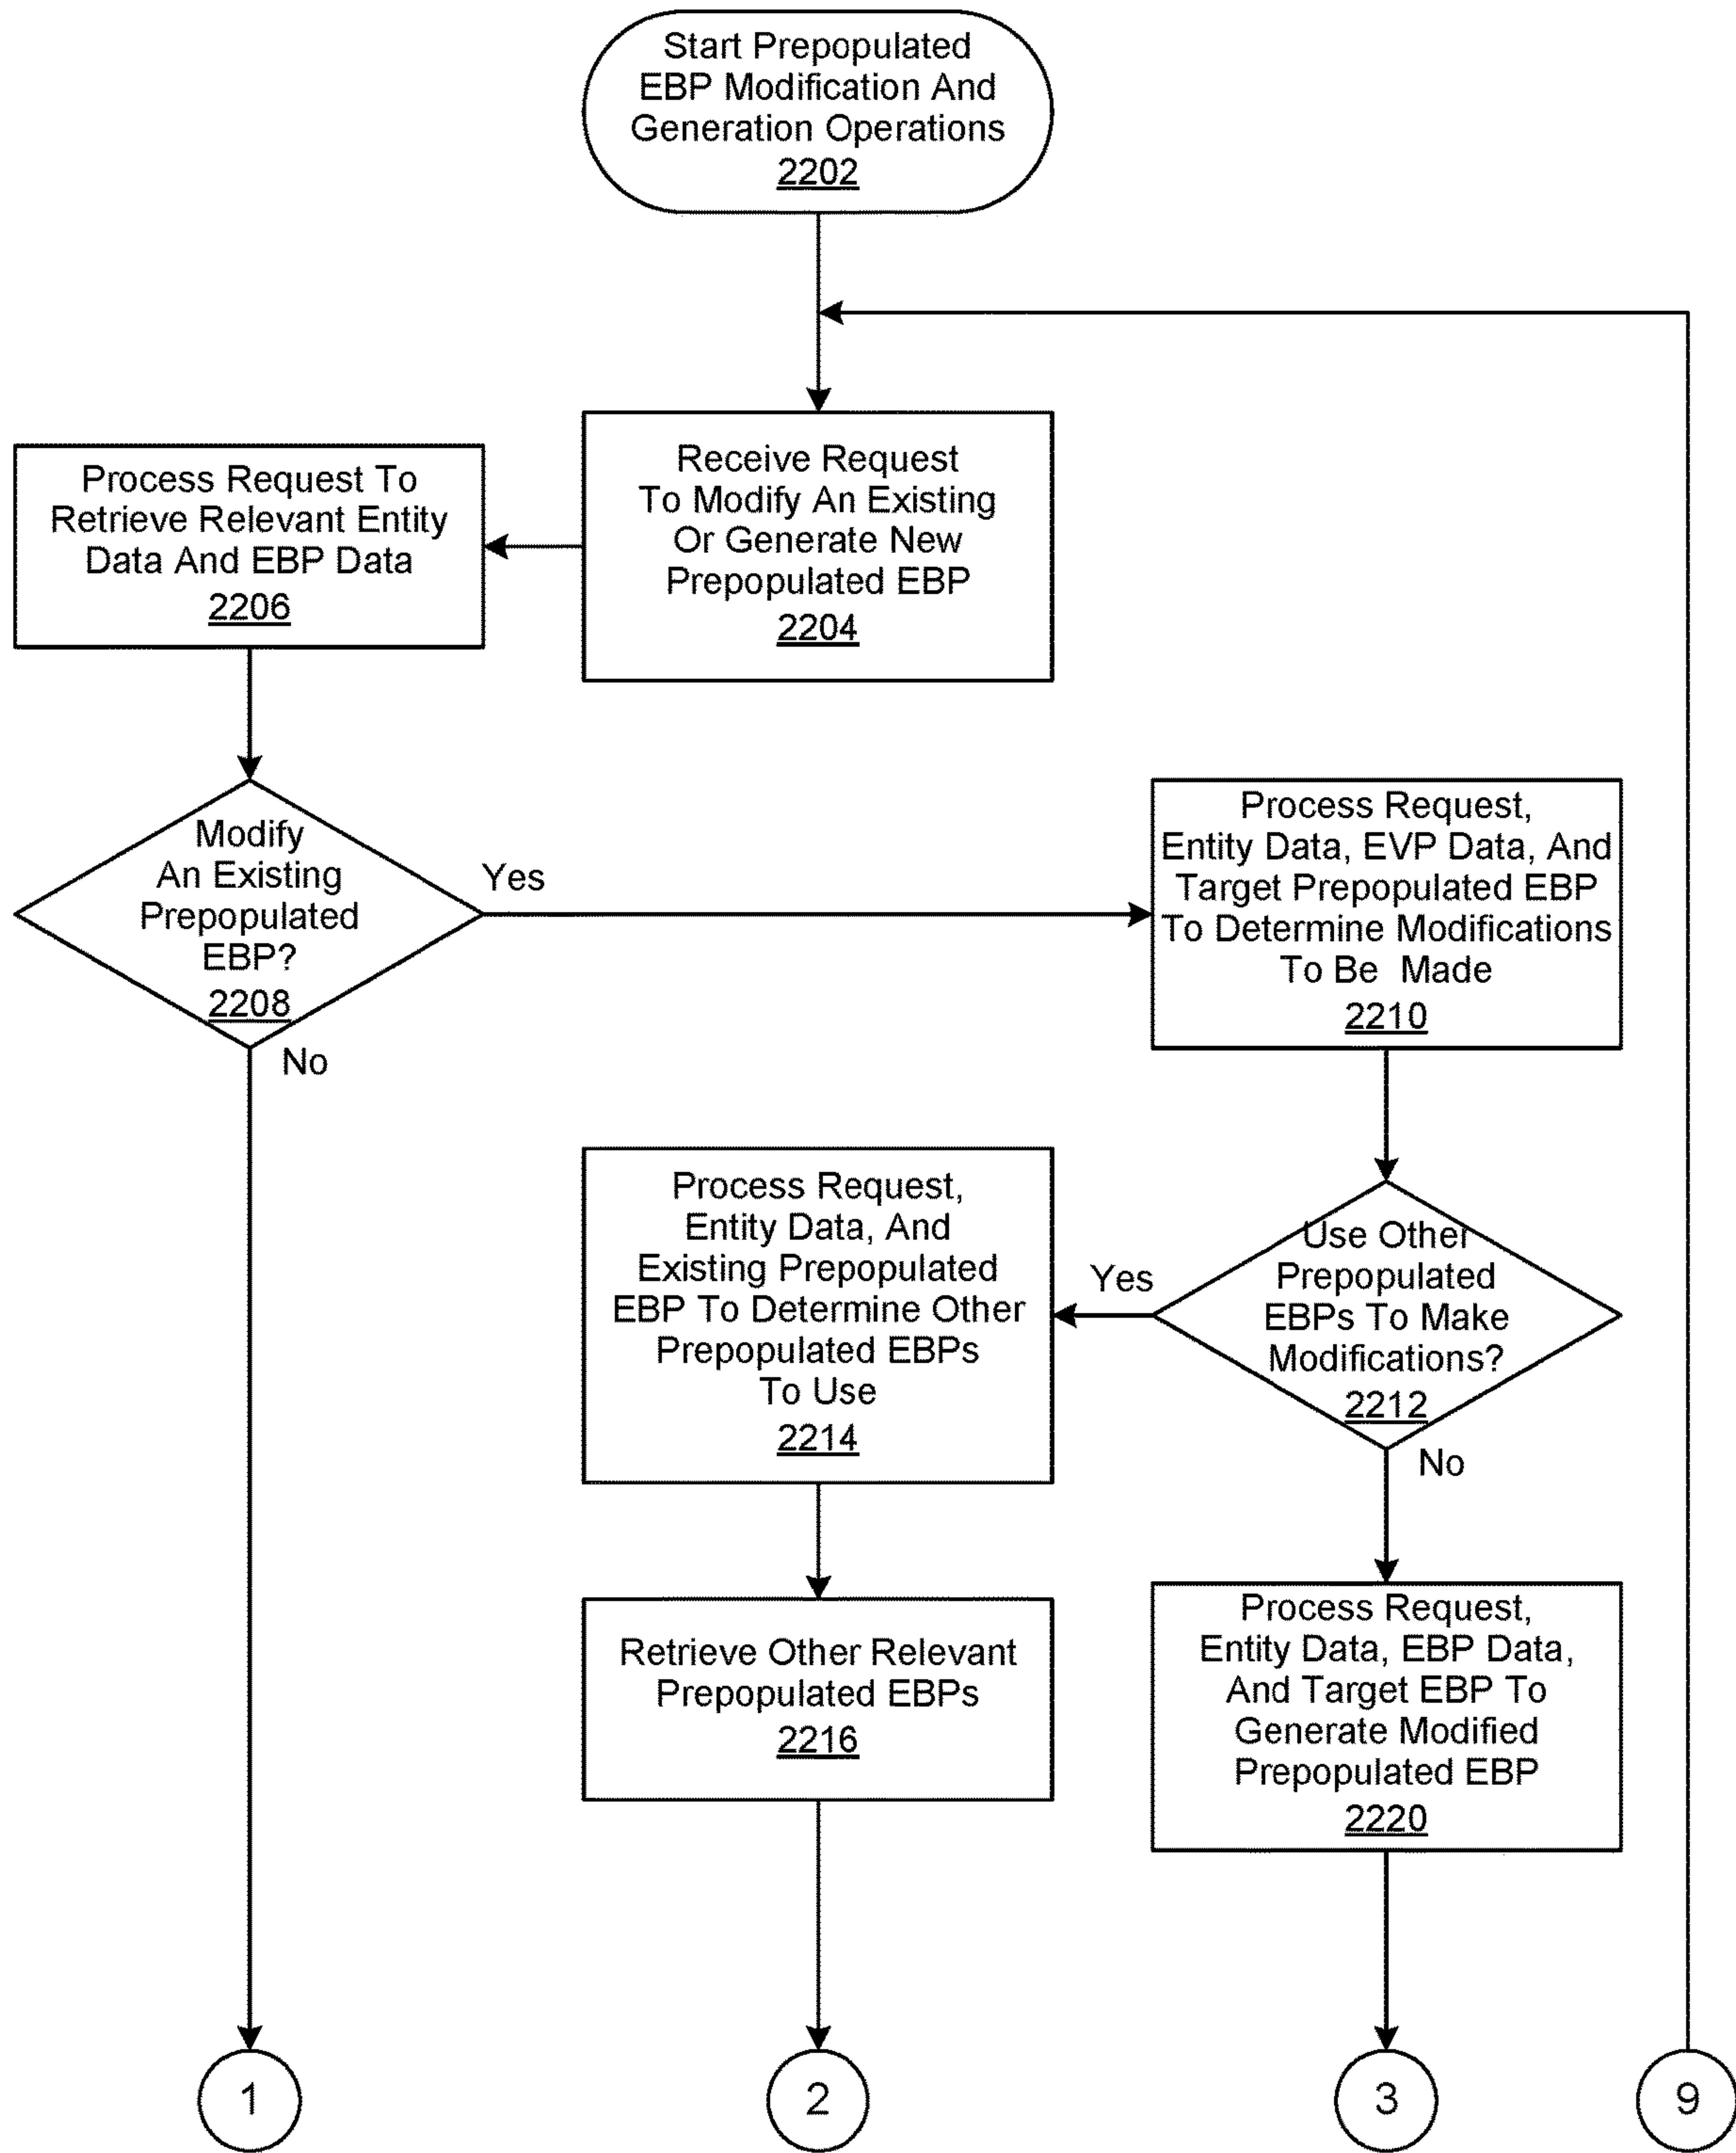 Start Prepopulated
EBP Modification And
Generation Operations
2202
Receive Request
To Modify An Existing
Or Generate New
Prepopulated EBP
2204
Process Request To
Retrieve Relevant Entity
Data And EBP Data
2206
Modify
An Existing
Prepopulated
EBP?
2208
Yes
No
Process Request,
Entity Data, EVP Data, And
Target Prepopulated EBP
To Determine Modifications
To Be Made
2210
Use Other
Prepopulated
EBPs To Make
Modifications?
2212
Yes
No
Process Request,
Entity Data, And
Existing Prepopulated
EBP To Determine Other
Prepopulated EBPs
To Use
2214
Retrieve Other Relevant
Prepopulated EBPs
2216
Process Request,
Entity Data, EBP Data,
And Target EBP To
Generate Modified
Prepopulated EBP
2220
1
2
3
9